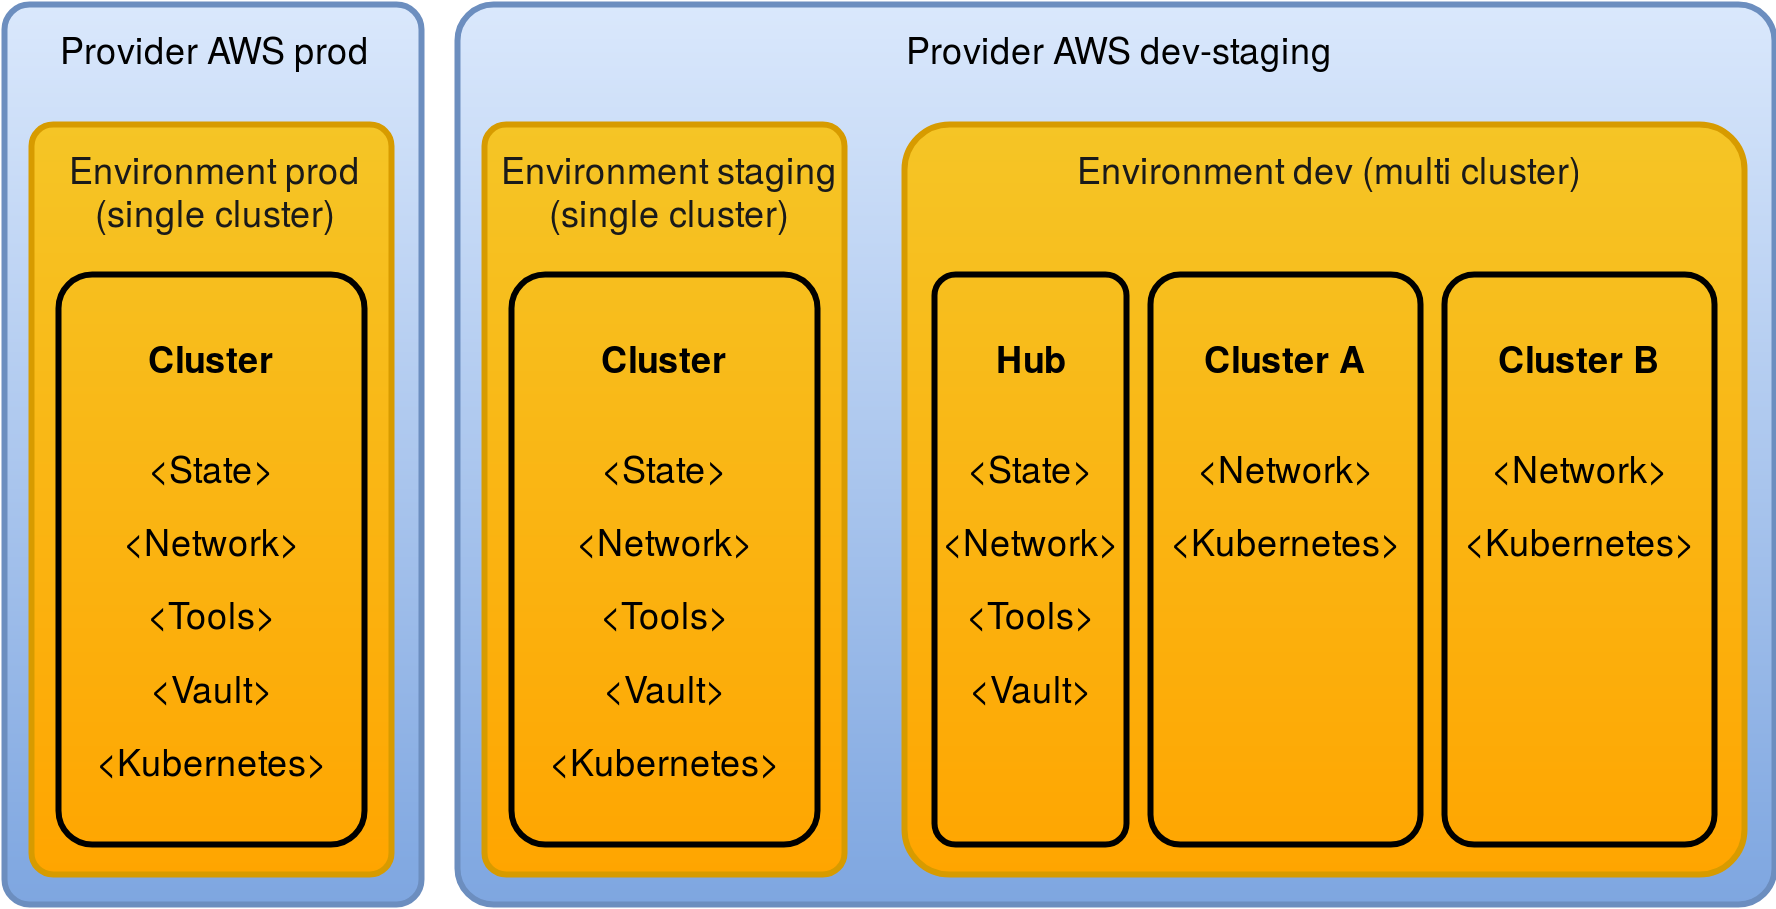 Provider AWS prod
Environment prod
(single cluster)
Cluster
<State>
<Network>
<Tools>
<Vault>
<Kubernetes>
Provider AWS dev-staging
Environment staging
(single cluster)
Cluster
<State>
<Network>
<Tools>
<Vault>
<Kubernetes>
Environment dev (multi cluster)
Hub
<State>
<Network>
<Tools>
<Vault>
Cluster A
<Network>
<Kubernetes>
Cluster B
<Network>
<Kubernetes>